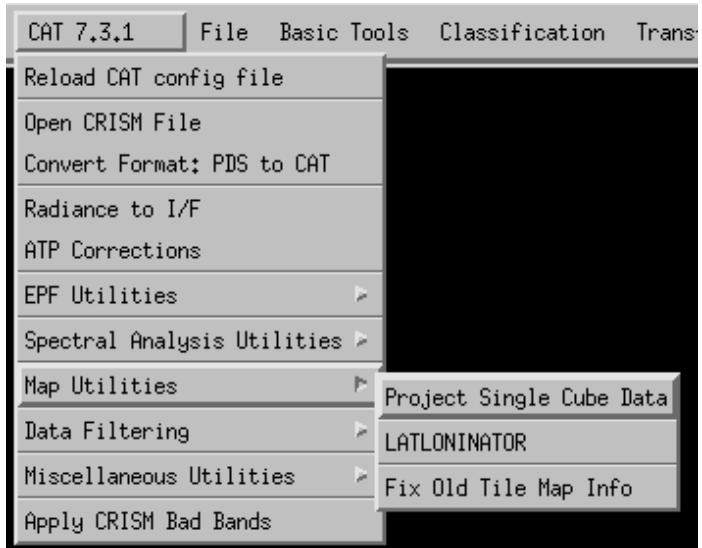 CAT 7.3.1 File Basic Tools Classification Trans
Reload CAT config file
Open CRISM File
Convert Format: PDS to CAT
Radiance to I/F
ATP Corrections
EPF Utilities
Spectral Analysis Utilities
Map Utilities
Project Single Cube Data
LATLONINATOR
Fix Old Tile Map Info
Data Filtering
Miscellaneous Utilities
Apply CRISM Bad Bands